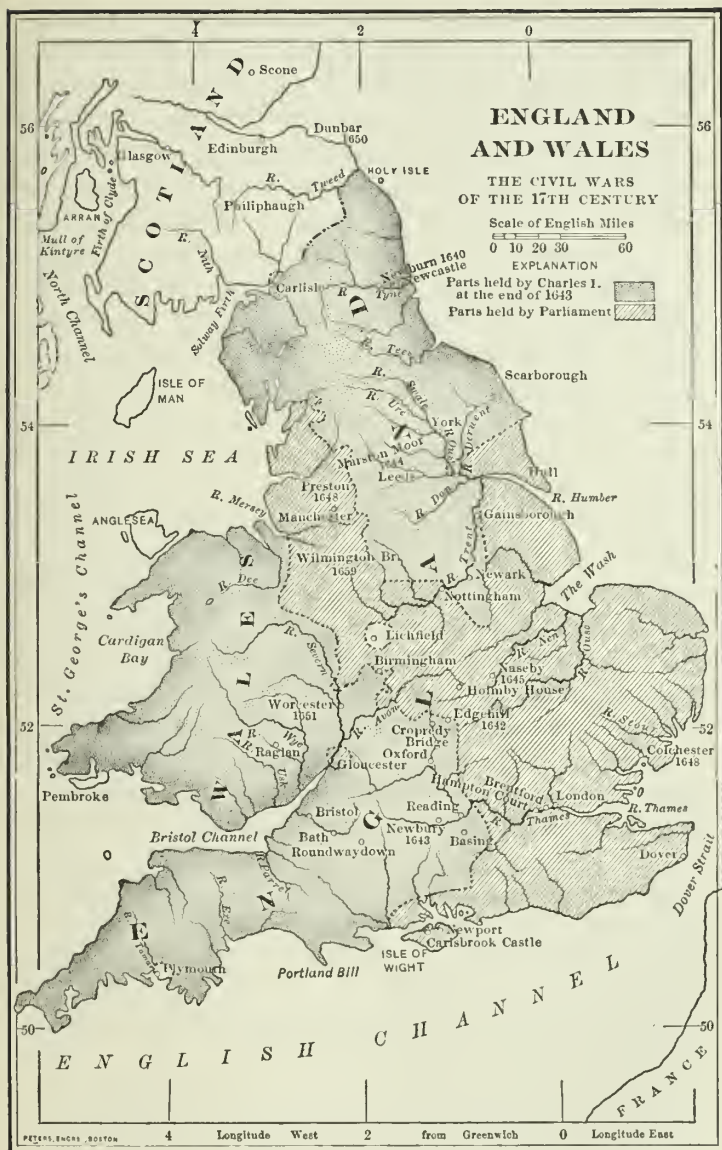 4
2
0
Scone
56
56
ENGLAND
AND WALES
THE CIVIL WARS
OF THE 17TH CENTURY
Scale of English Miles
0 10 20 30 60
EXPLANATION
Parts held by Charles I.
at the end of 1643
Parts held by Parliament
SCOTLAND
Dunbar
1650
Edinburgh
Glasgow
HOLY ISLE
R. Tweed
Philiphaugh
ARRAN
Firth of Clyde
Mull of
Kintyre
R. Nith
North Channel
Newburn 1640
Newcastle
Carlisle
R. Tyne
Solway Firth
R. Tees
Scarborough
ISLE OF
MAN
R. Swale
R. Ure
54
54
York
R. Derwent
R. Ouse
IRISH SEA
Marston Moor
1644
Leeds
Hull
Preston
1648
R. Don
R. Humber
R. Mersey
Manchester
Gainsborough
ANGLESEA
St. George's Channel
Wilmington Br.
1659
R. Trent
R. Dee
Newark
Nottingham
The Wash
Cardigan
Bay
Lichfield
R. Severn
Birmingham
R. Nen
R. Ouse
Naseby
1645
Holmby House
WALES
ENGLAND
52
52
Worcester
1651
R. Avon
Edgehill
1642
R. Stour
Cropredy
Bridge
R. Wye
Raglan
R. Usk
Oxford
Colchester
1648
Gloucester
Pembroke
Brentford
Hampton Court
London
Bristol
Reading
R. Thames
R. Thames
Bristol Channel
Bath
Newbury
1643
Basing
Roundwaydown
Dover
Dover Strait
R. Parret
R. Exe
R. Tamar
Newport
Carlsbrook Castle
Plymouth
Portland Bill
ISLE OF
WIGHT
50
50
ENGLISH CHANNEL
FRANCE
PETERS, ENGRS., BOSTON
4 Longitude West 2 from Greenwich 0 Longitude East